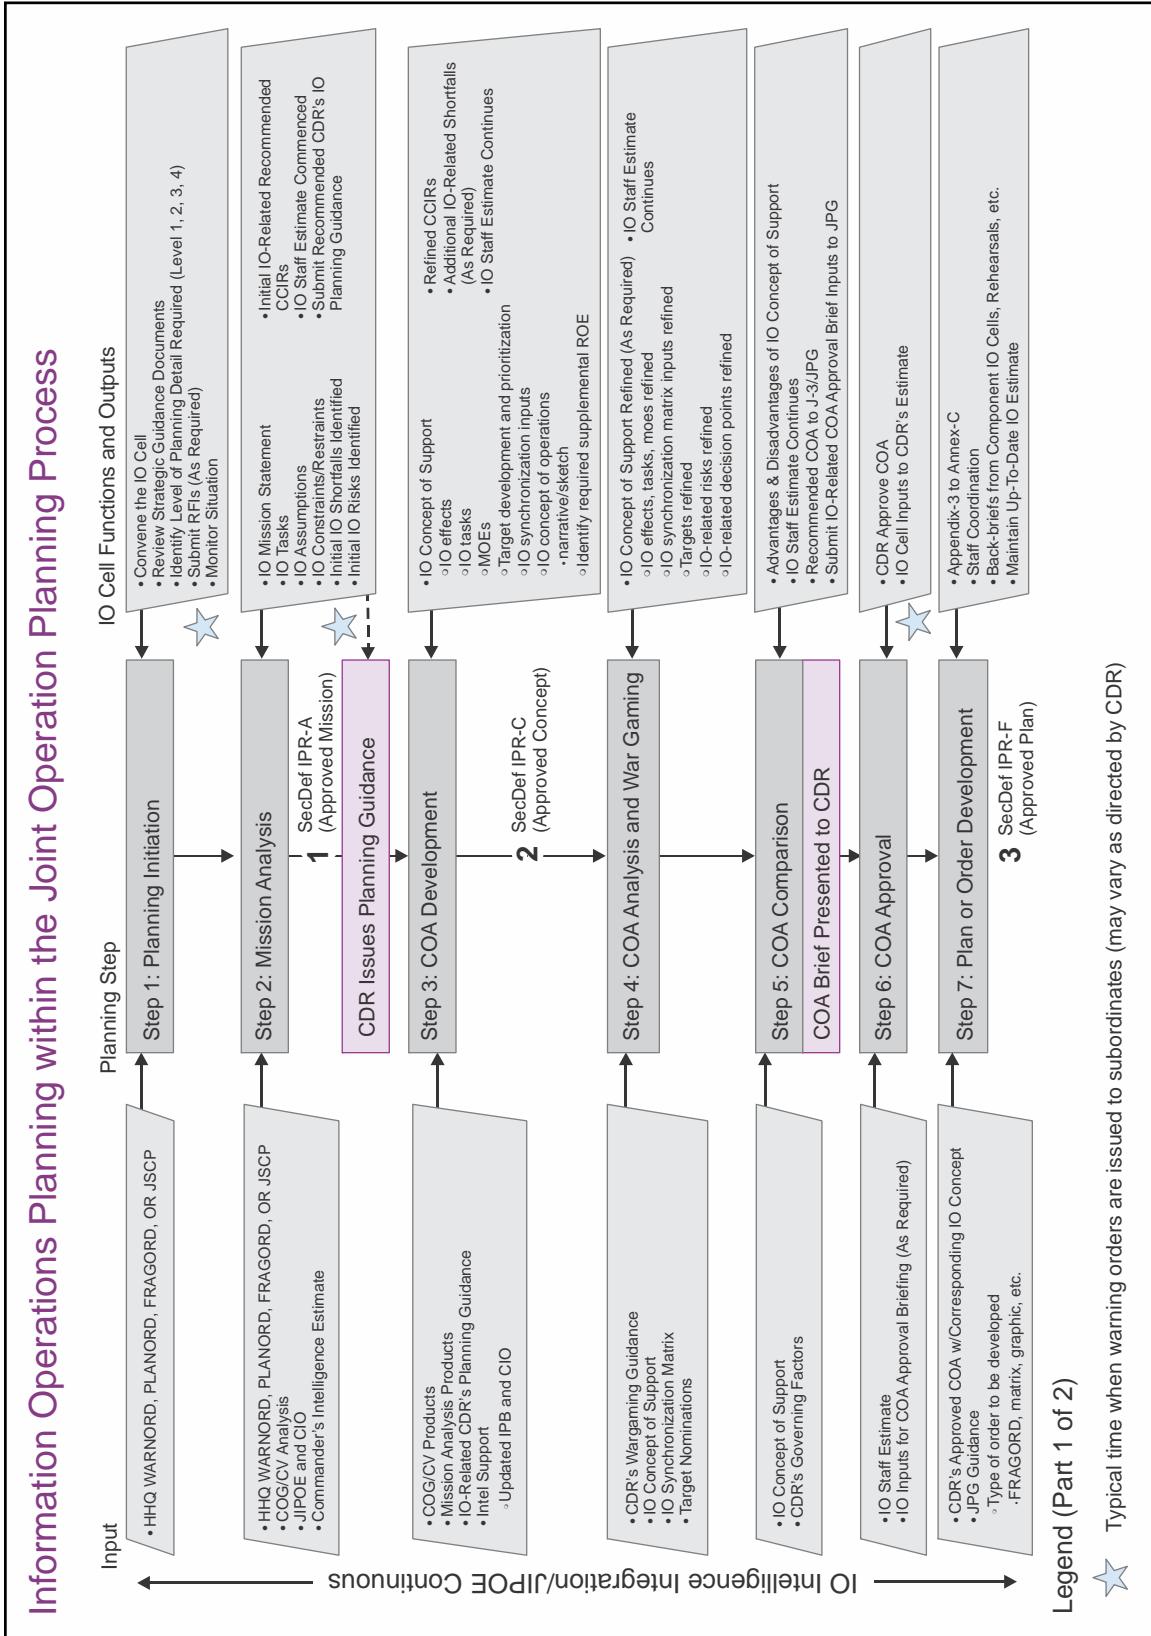 Information Operations Planning within the Joint Operation Planning Process
Input
Planning Step
IO Cell Functions and Outputs
• HHQ WARNORD, PLANORD, FRAGORD, OR JSCP
Step 1: Planning Initiation
• Convene the IO Cell
• Review Strategic Guidance Documents
• Identify Level of Planning Detail Required (Level 1, 2, 3, 4)
• Submit RFIs (As Required)
• Monitor Situation
• HHQ WARNORD, PLANORD, FRAGORD, OR JSCP
• COG/CV Analysis
• JIPOE and CIO
• Commander's Intelligence Estimate
Step 2: Mission Analysis
• IO Mission Statement
• IO Tasks
• IO Assumptions
• IO Constraints/Restraints
• Initial IO Shortfalls Identified
• Initial IO Risks Identified
• Initial IO-Related Recommended
CCIRs
• IO Staff Estimate Commenced
• Submit Recommended CDR's IO
Planning Guidance
1
SecDef IPR-A
(Approved Mission)
CDR Issues Planning Guidance
• COG/CV Products
• Mission Analysis Products
• IO-Related CDR's Planning Guidance
• Intel Support
◦ Updated IPB and CIO
Step 3: COA Development
• IO Concept of Support
◦ IO effects
◦ IO tasks
◦ MOEs
◦ Target development and prioritization
◦ IO synchronization inputs
◦ IO concept of operations
· narrative/sketch
◦ Identify required supplemental ROE
• Refined CCIRs
• Additional IO-Related Shortfalls
(As Required)
• IO Staff Estimate Continues
2
SecDef IPR-C
(Approved Concept)
• CDR's Wargaming Guidance
• IO Concept of Support
• IO Synchronization Matrix
• Target Nominations
Step 4: COA Analysis and War Gaming
• IO Concept of Support Refined (As Required)
◦ IO effects, tasks, moes refined
◦ IO synchronization matrix inputs refined
◦ Targets refined
◦ IO-related risks refined
◦ IO-related decision points refined
• IO Staff Estimate
Continues
• IO Concept of Support
• CDR's Governing Factors
Step 5: COA Comparison
COA Brief Presented to CDR
• Advantages & Disadvantages of IO Concept of Support
• IO Staff Estimate Continues
• Recommended COA to J-3/JPG
• Submit IO-Related COA Approval Brief Inputs to JPG
• IO Staff Estimate
• IO Inputs for COA Approval Briefing (As Required)
Step 6: COA Approval
• CDR Approve COA
• IO Cell Inputs to CDR's Estimate
• CDR's Approved COA w/Corresponding IO Concept
• JPG Guidance
◦ Type of order to be developed
· FRAGORD, matrix, graphic, etc.
Step 7: Plan or Order Development
• Appendix-3 to Annex-C
• Staff Coordination
• Back-briefs from Component IO Cells, Rehearsals, etc.
• Maintain Up-To-Date IO Estimate
3
SecDef IPR-F
(Approved Plan)
IO Intelligence Integration/JIPOE Continuous
Legend (Part 1 of 2)
Typical time when warning orders are issued to subordinates (may vary as directed by CDR)